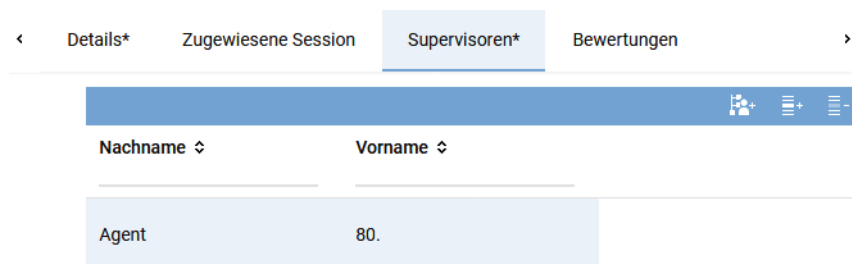 Details* Zugewiesene Session Supervisoren* Bewertungen
Nachname Vorname
Agent 80.